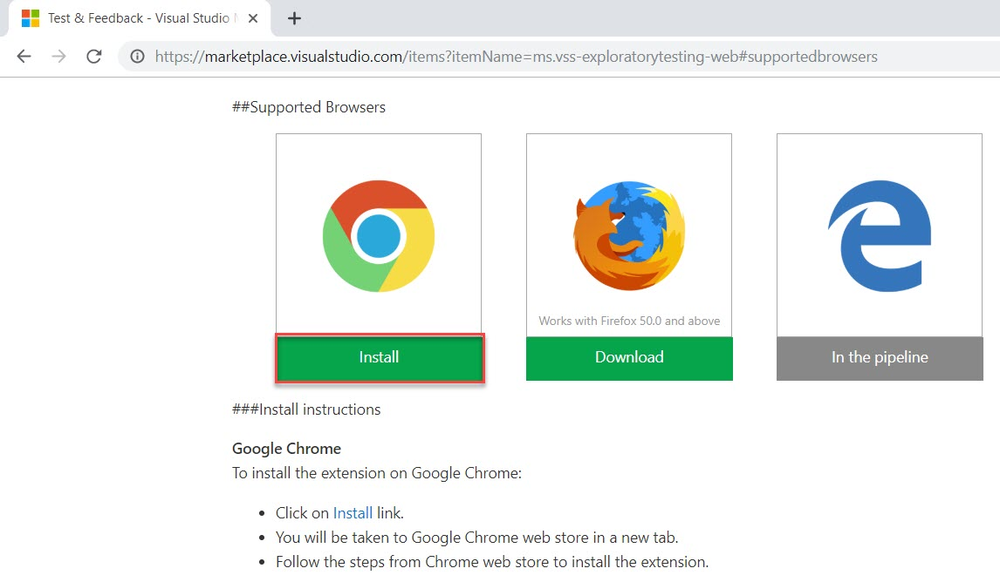 Test & Feedback - Visual Studio
https://marketplace.visualstudio.com/items?itemName=ms.vss-exploratorytesting-web#supportedbrowsers
##Supported Browsers
Works with Firefox 50.0 and above
Install
Download
In the pipeline
###Install instructions
Google Chrome
To install the extension on Google Chrome:
• Click on Install link.
• You will be taken to Google Chrome web store in a new tab.
• Follow the steps from Chrome web store to install the extension.